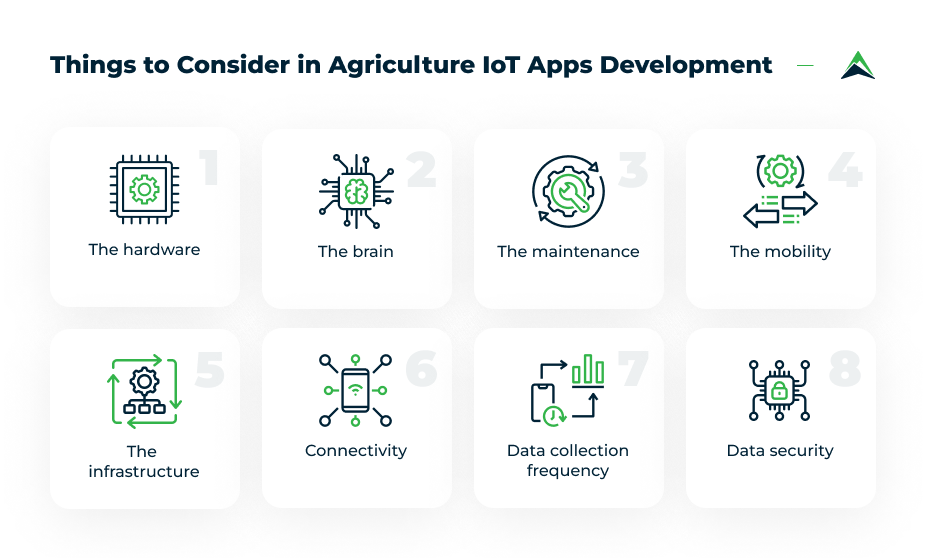 Things to Consider in Agriculture IoT Apps Development
1
The hardware
2
The brain
3
The maintenance
4
The mobility
5
The
infrastructure
6
Connectivity
7
Data collection
frequency
8
Data security